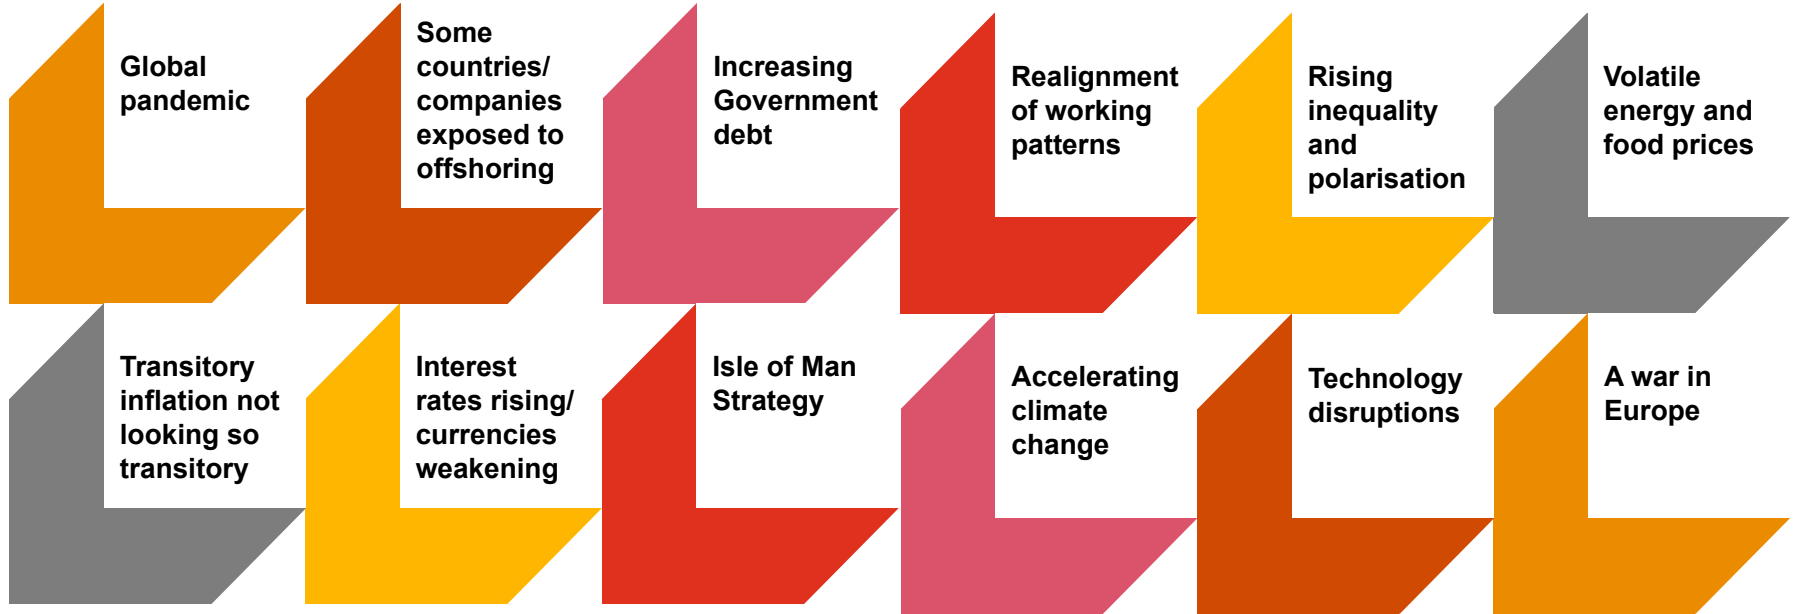 Global
pandemic
Some
countries/
companies
exposed to
offshoring
Increasing
Government
debt
Realignment
of working
patterns
Rising
inequality
and
polarisation
Volatile
energy and
food prices
Transitory
inflation not
looking so
transitory
Interest
rates rising/
currencies
weakening
Isle of Man
Strategy
Accelerating
climate
change
Technology
disruptions
A war in
Europe